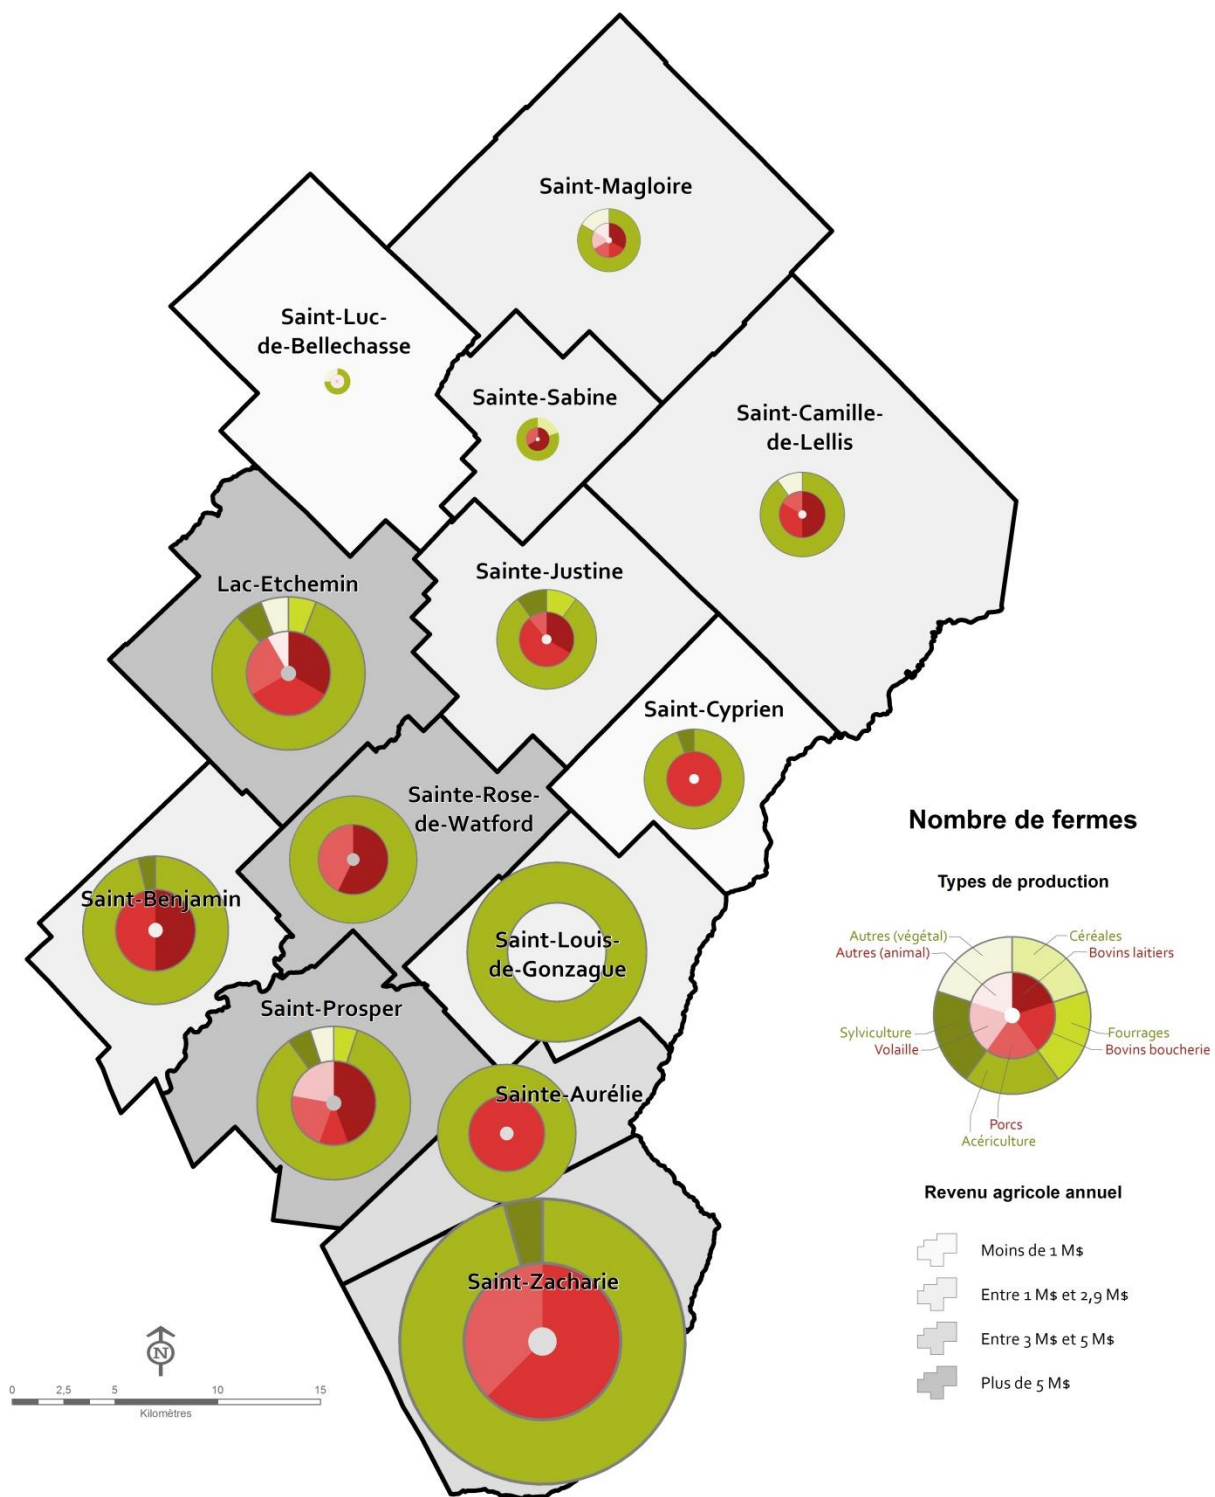 Saint-Magloire
Saint-Luc-
de-Bellechasse
Sainte-Sabine
Saint-Camille-
de-Lellis
Sainte-Justine
Lac-Etchemin
Saint-Cyprien
Sainte-Rose-
de-Watford
Saint-Benjamin
Saint-Louis-
de-Gonzague
Saint-Prosper
Sainte-Aurélie
Saint-Zacharie
Nombre de fermes
Types de production
Autres (végétal)
Céréales
Autres (animal)
Bovins laitiers
Sylviculture
Fourrages
Volaille
Bovins boucherie
Porcs
Acériculture
Revenu agricole annuel
Moins de 1 M$
Entre 1 M$ et 2,9 M$
Entre 3 M$ et 5 M$
Plus de 5 M$
N
0 2,5 5 10 15
Kilomètres